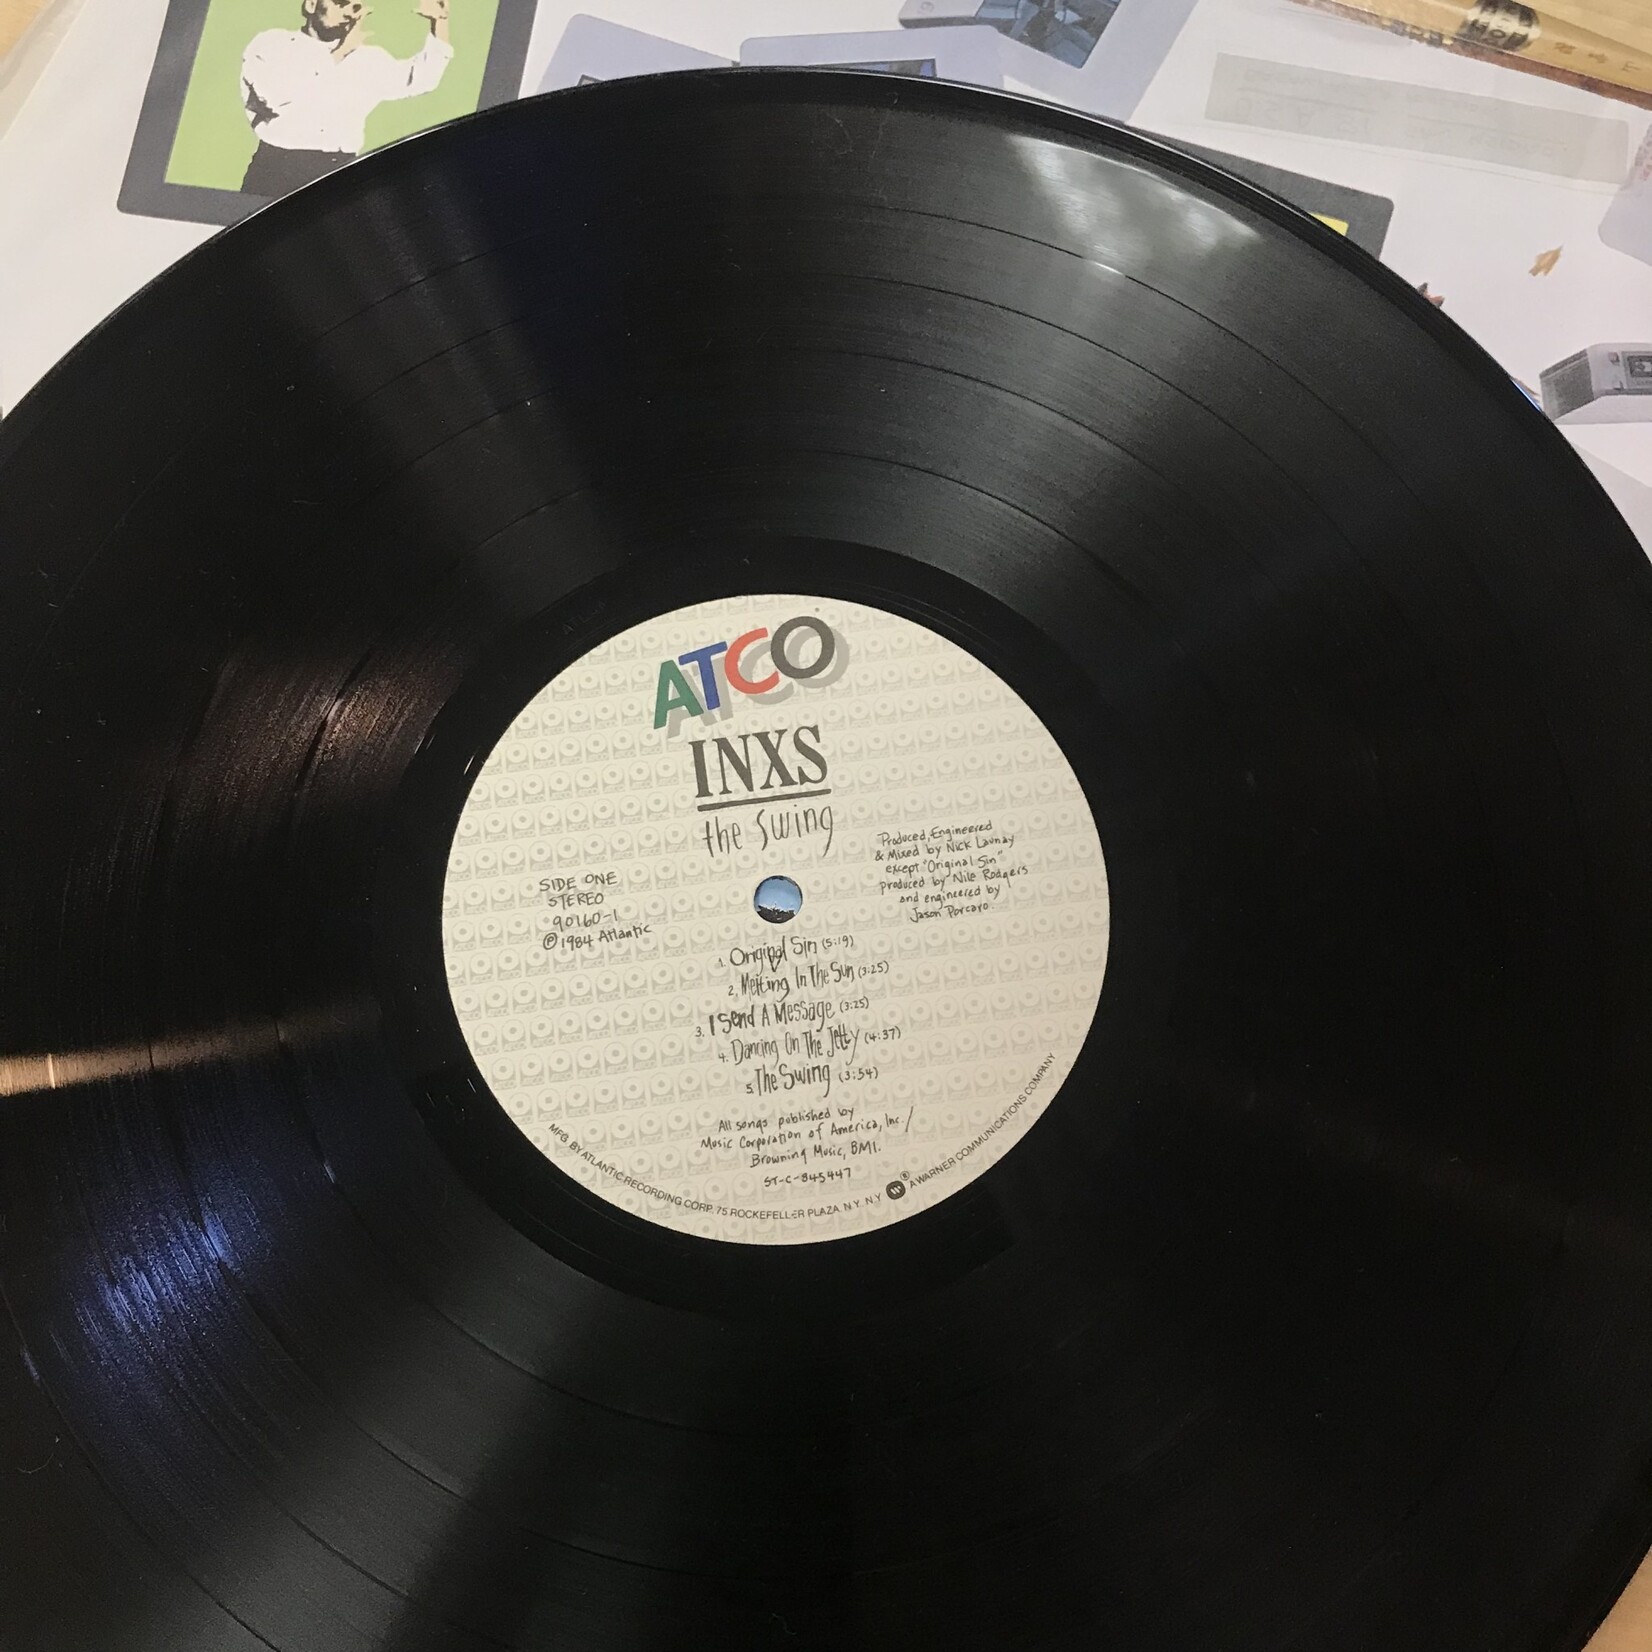 ATCO
INXS
the swing
Produced, Engineered
& Mixed by Nick Launay
except "Original Sin"
produced by Nile Rodgers
and engineered by
Jason Porcaro.
SIDE ONE
STEREO
90160-1
℗ 1984 Atlantic
1. Original Sin (5:19)
2. Melting In The Sun (3:25)
3. I Send A Message (3:25)
4. Dancing On The Jetty (4:37)
5. The Swing (3:54)
All songs published by
Music Corporation of America, Inc./
Browning Music, BMI.
ST-C-845447
MFG. BY ATLANTIC RECORDING CORP. 75 ROCKEFELLER PLAZA. N.Y. N.Y. ® A WARNER COMMUNICATIONS COMPANY